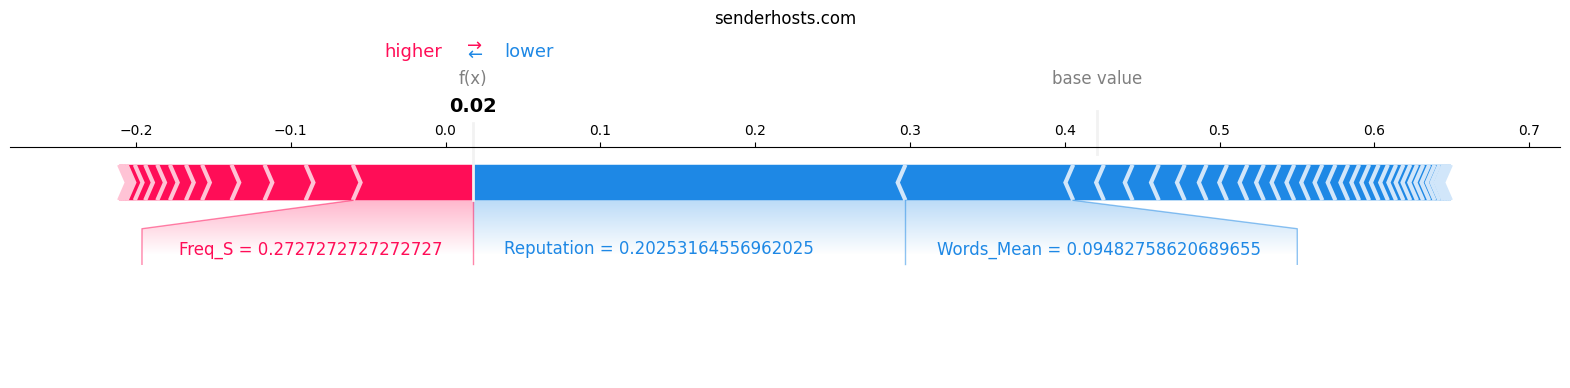 senderhosts.com
higher ⇄ lower
f(x)
base value
0.02
−0.2 −0.1 0.0 0.1 0.2 0.3 0.4 0.5 0.6 0.7
Freq_S = 0.2727272727272727
Reputation = 0.20253164556962025
Words_Mean = 0.09482758620689655